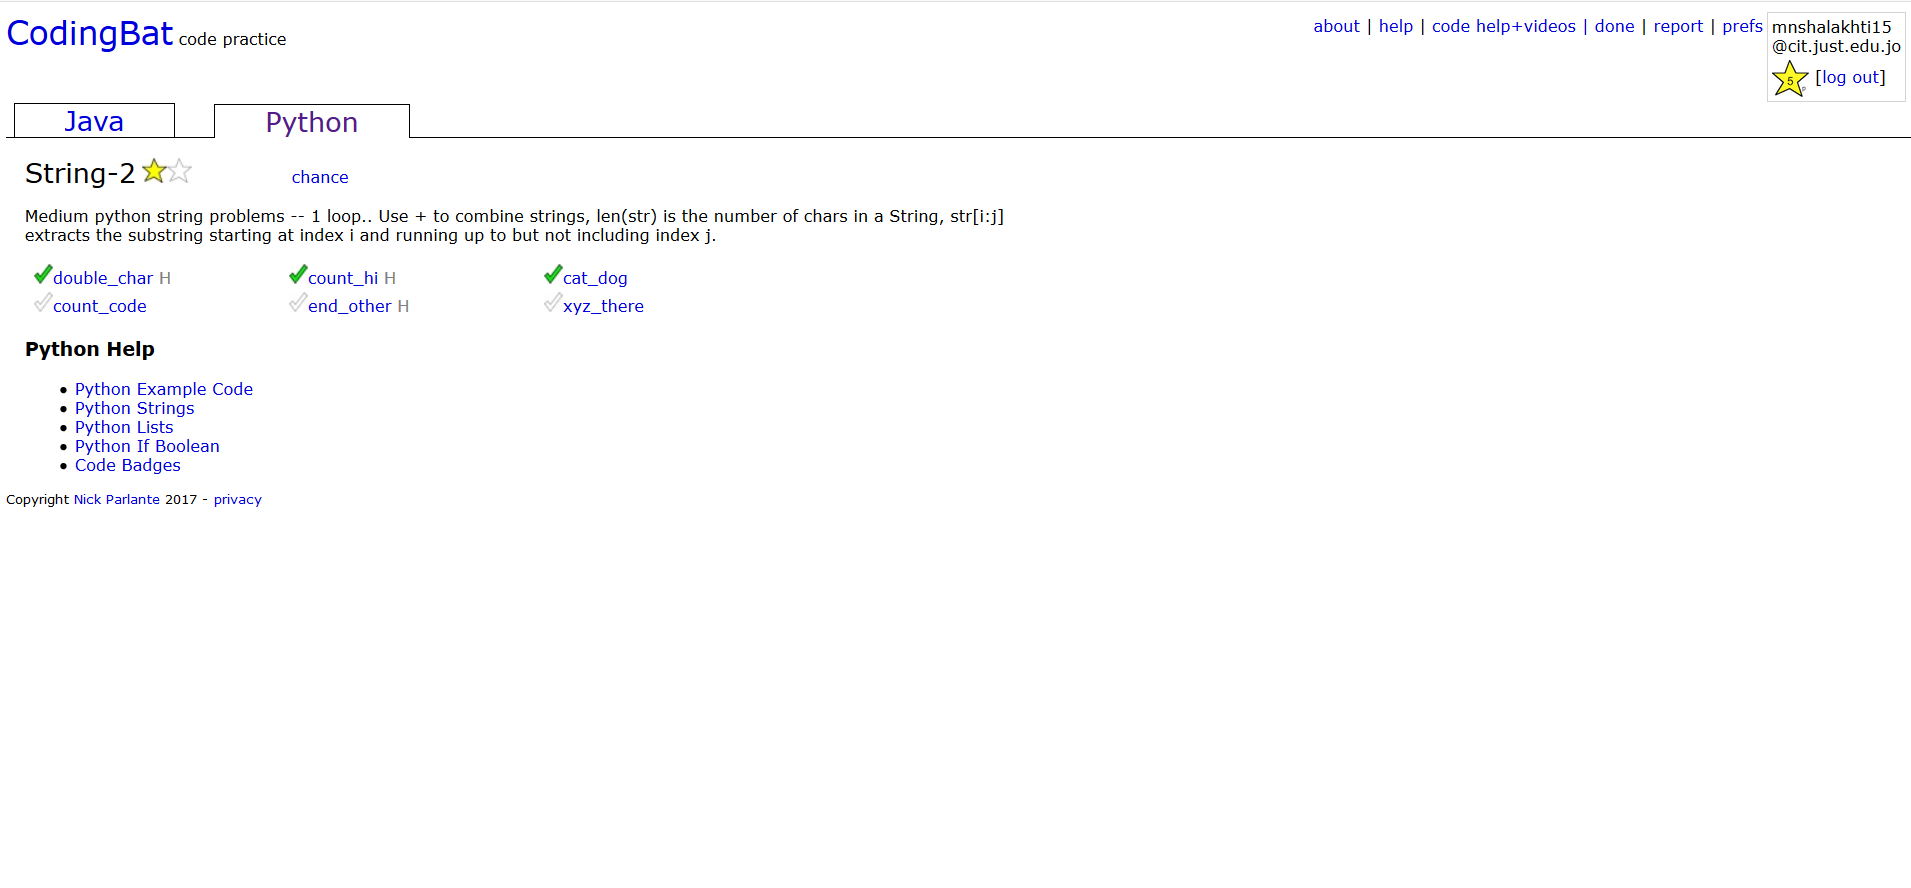 CodingBat code practice
about | help | code help+videos | done | report | prefs
mnshalakhti15
@cit.just.edu.jo
5 [log out]
Java
Python
String-2
chance
Medium python string problems -- 1 loop.. Use + to combine strings, len(str) is the number of chars in a String, str[i:j]
extracts the substring starting at index i and running up to but not including index j.
double_char H count_hi H cat_dog
count_code end_other H xyz_there
Python Help
Python Example Code
Python Strings
Python Lists
Python If Boolean
Code Badges
Copyright Nick Parlante 2017 - privacy